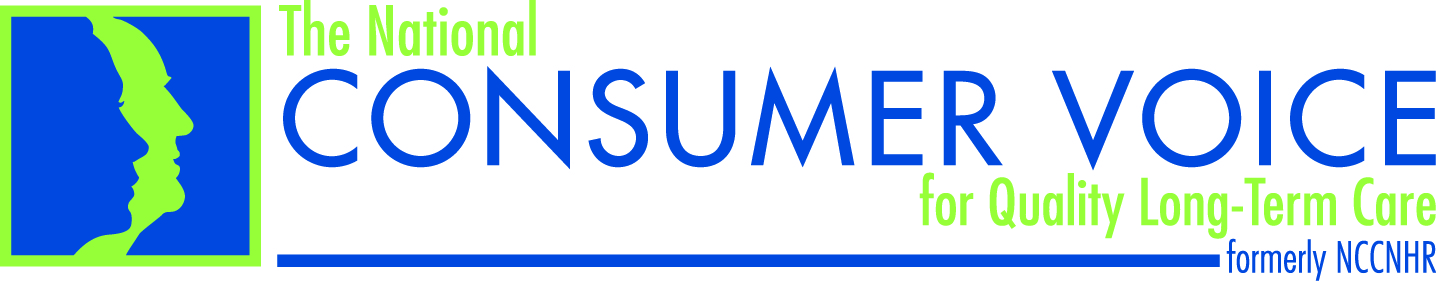 The National
CONSUMER VOICE
for Quality Long-Term Care
formerly NCCNHR